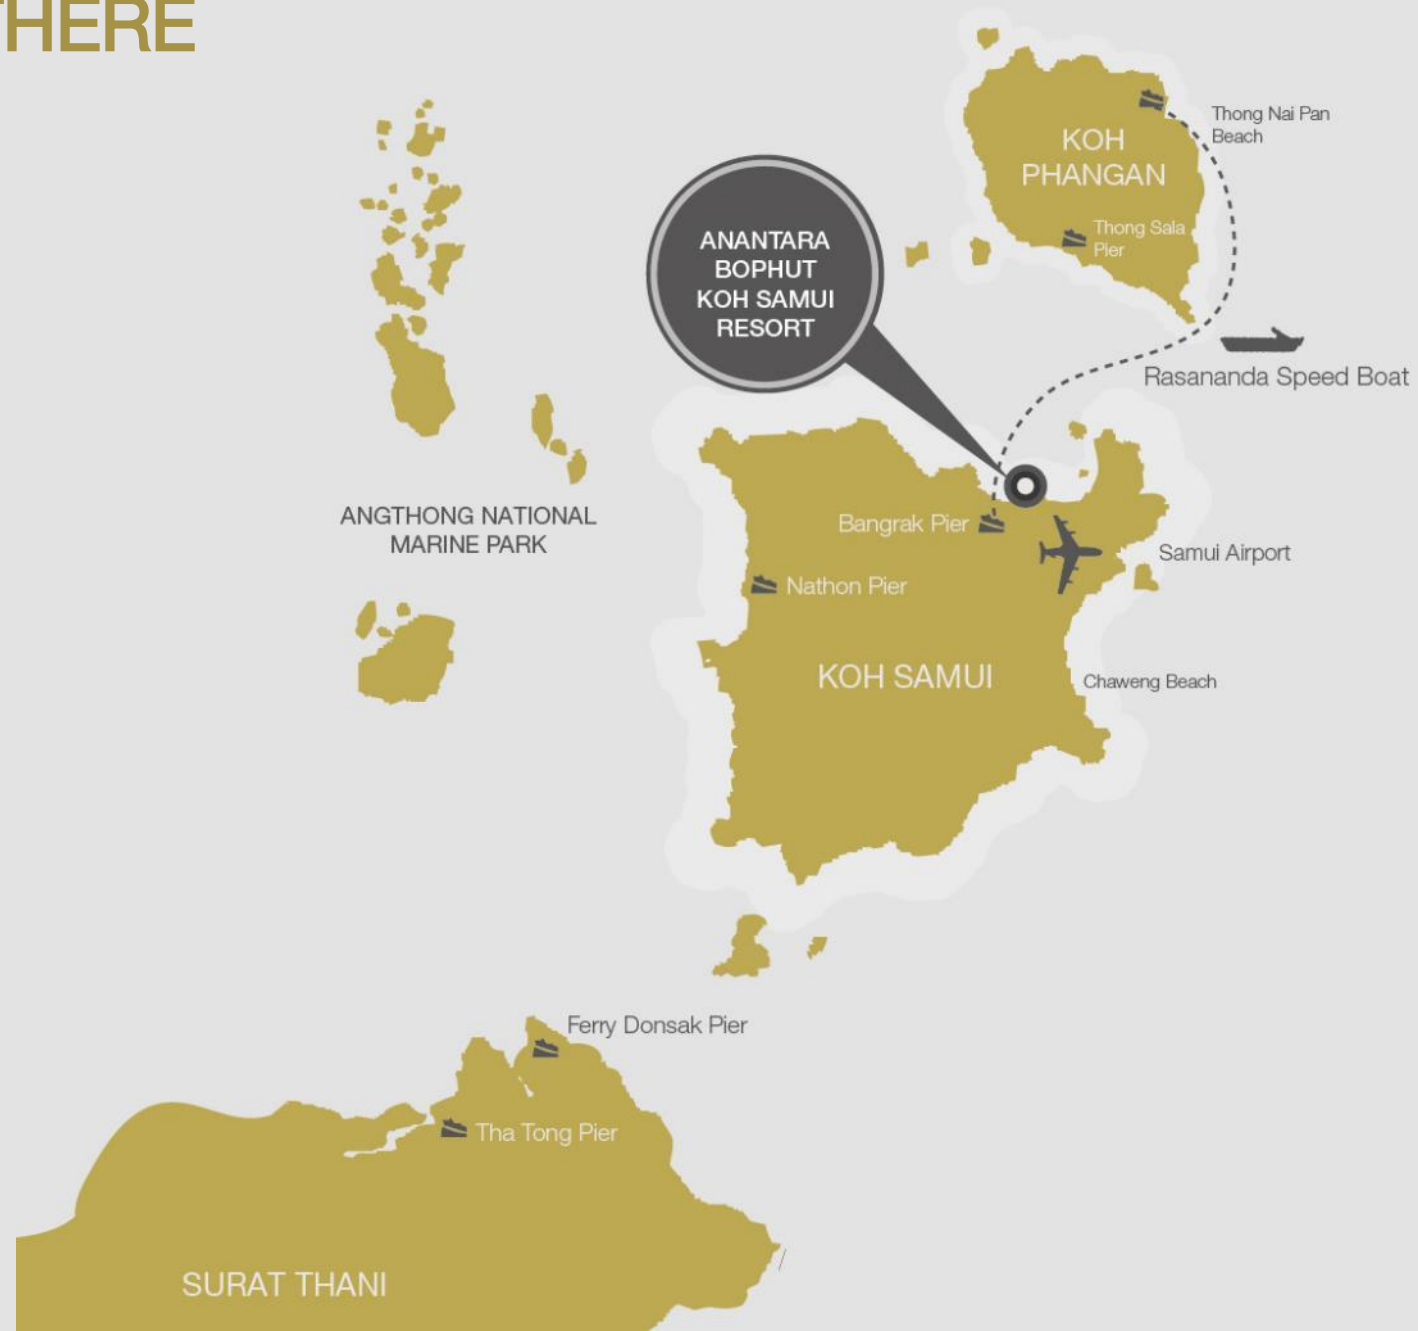 THERE
Thong Nai Pan
Beach
KOH
PHANGAN
Thong Sala
Pier
ANANTARA
BOPHUT
KOH SAMUI
RESORT
Rasananda Speed Boat
ANGTHONG NATIONAL
MARINE PARK
Bangrak Pier
Samui Airport
Nathon Pier
KOH SAMUI
Chaweng Beach
Ferry Donsak Pier
Tha Tong Pier
SURAT THANI